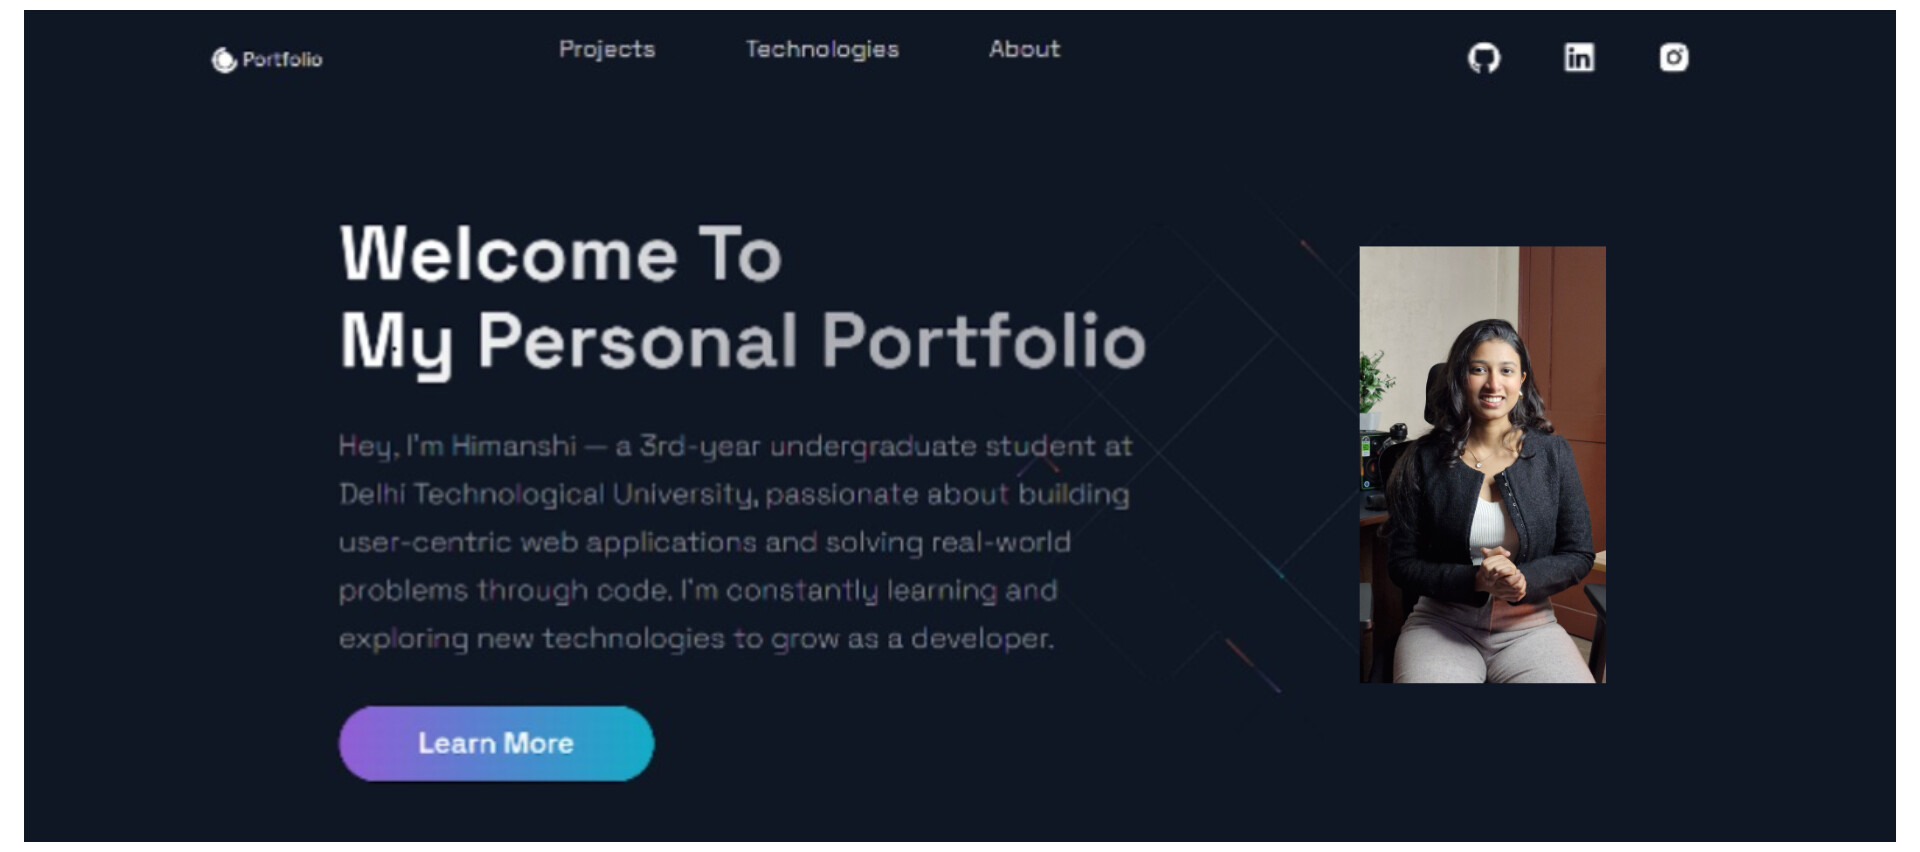 Portfolio
Projects
Technologies
About
Welcome To
My Personal Portfolio
Hey, I'm Himanshi — a 3rd-year undergraduate student at
Delhi Technological University, passionate about building
user-centric web applications and solving real-world
problems through code. I'm constantly learning and
exploring new technologies to grow as a developer.
Learn More